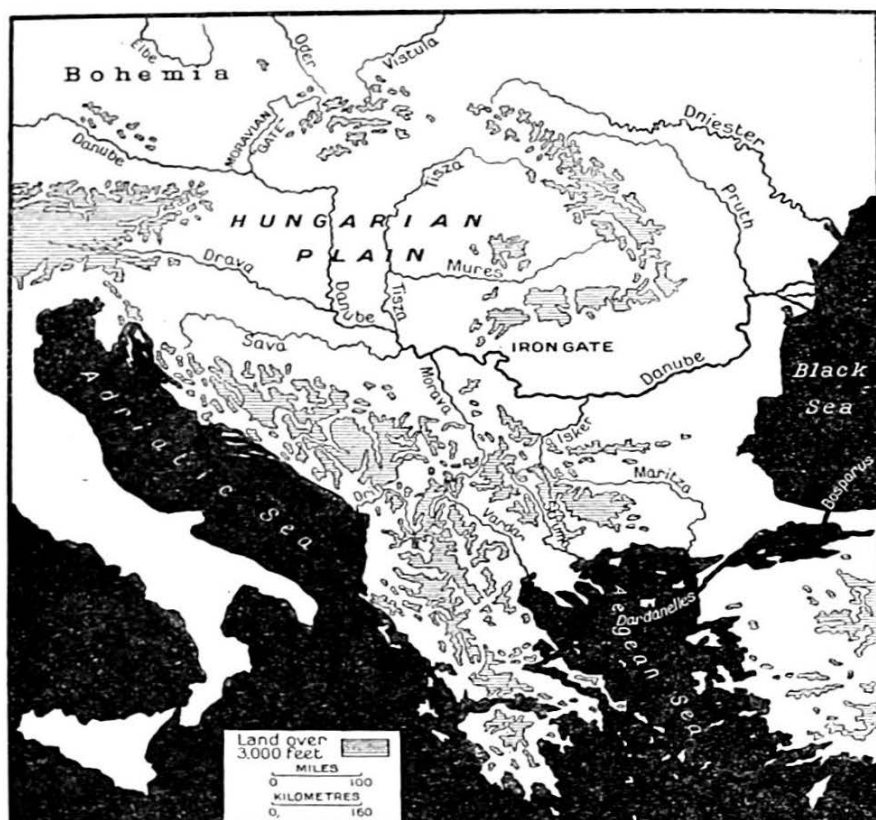 Elbe
Oder
Vistula
Bohemia
MORAVIAN
GATE
Dniester
Danube
Tisza
Pruth
HUNGARIAN
PLAIN
Drava
Mures
Danube
Tisza
Sava
IRON GATE
Morava
Danube
Black
Sea
Adriatic Sea
Isker
Maritza
Bosporus
Vardar
Dardanelles
Aegean Sea
Land over
3,000 feet
MILES
0 100
KILOMETRES
0, 160